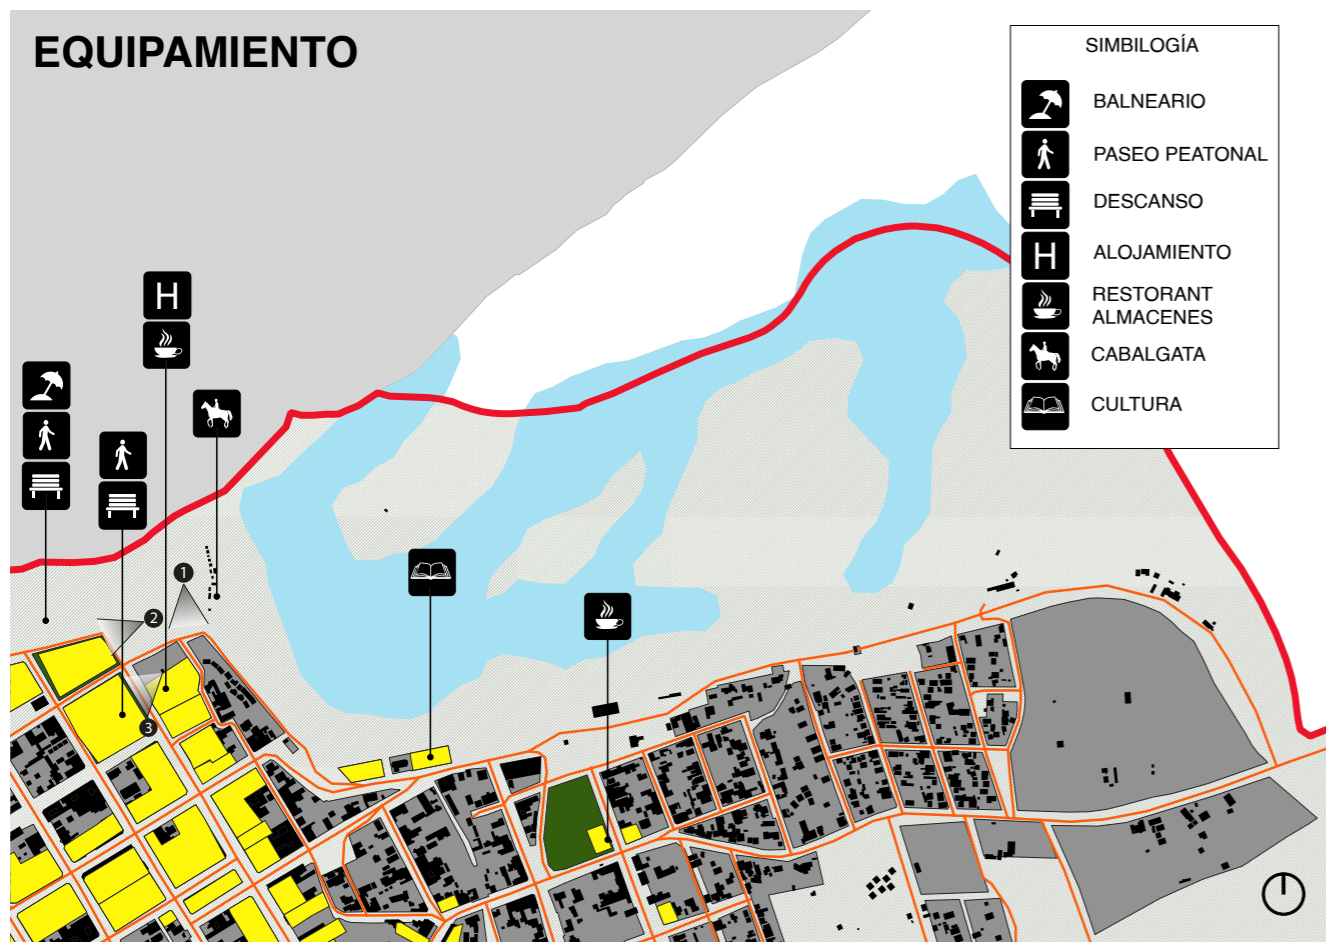 EQUIPAMIENTO
SIMBILOGÍA
BALNEARIO
PASEO PEATONAL
DESCANSO
H
ALOJAMIENTO
RESTORANT
ALMACENES
CABALGATA
CULTURA
H
1
2
3